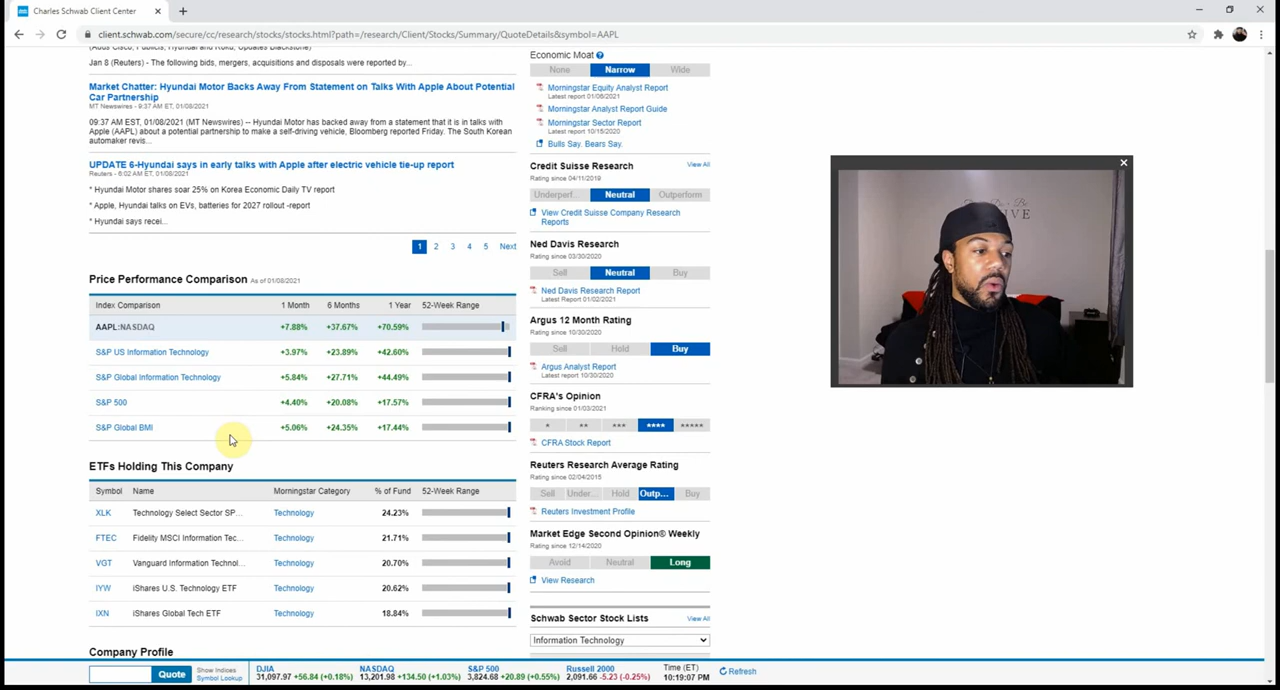 Charles Schwab Client Center
client.schwab.com/secure/cc/research/stocks/stocks.html?path=/research/Client/Stocks/Summary/QuoteDetails&symbol=AAPL
(Adds Cisco, Publicis, Hyundai and Roku, Updates Blackstone)
Jan 8 (Reuters) - The following bids, mergers, acquisitions and disposals were reported by...
Market Chatter: Hyundai Motor Backs Away From Statement on Talks With Apple About Potential
Car Partnership
MT Newswires - 9:37 AM ET, 01/08/2021
09:37 AM EST, 01/08/2021 (MT Newswires) -- Hyundai Motor has backed away from a statement that it is in talks with
Apple (AAPL) about a potential partnership to make a self-driving vehicle, Bloomberg reported Friday. The South Korean
automaker revis...
UPDATE 6-Hyundai says in early talks with Apple after electric vehicle tie-up report
Reuters - 6:02 AM ET, 01/08/2021
* Hyundai Motor shares soar 25% on Korea Economic Daily TV report
* Apple, Hyundai talks on EVs, batteries for 2027 rollout -report
* Hyundai says recei...
1 2 3 4 5 Next
Price Performance Comparison As of 01/08/2021
Index Comparison 1 Month 6 Months 1 Year 52-Week Range
AAPL:NASDAQ +7.88% +37.67% +70.59%
S&P US Information Technology +3.97% +23.89% +42.60%
S&P Global Information Technology +5.84% +27.71% +44.49%
S&P 500 +4.40% +20.08% +17.57%
S&P Global BMI +5.06% +24.35% +17.44%
ETFs Holding This Company
Symbol Name Morningstar Category % of Fund 52-Week Range
XLK Technology Select Sector SP... Technology 24.23%
FTEC Fidelity MSCI Information Tec... Technology 21.71%
VGT Vanguard Information Technol... Technology 20.70%
IYW iShares U.S. Technology ETF Technology 20.62%
IXN iShares Global Tech ETF Technology 18.84%
Company Profile
Economic Moat ?
None Narrow Wide
Morningstar Equity Analyst Report
Latest report 01/06/2021
Morningstar Analyst Report Guide
Morningstar Sector Report
Latest report 10/15/2020
Bulls Say. Bears Say.
Credit Suisse Research View All
Rating since 04/11/2019
Underperf... Neutral Outperform
View Credit Suisse Company Research
Reports
Ned Davis Research
Rating since 03/30/2020
Sell Neutral Buy
Ned Davis Research Report
Latest Report 01/02/2021
Argus 12 Month Rating
Rating since 10/30/2020
Sell Hold Buy
Argus Analyst Report
Latest report 10/30/2020
CFRA's Opinion
Ranking since 01/03/2021
* ** *** **** *****
CFRA Stock Report
Reuters Research Average Rating
Rating since 02/04/2015
Sell Under... Hold Outp... Buy
Reuters Investment Profile
Market Edge Second Opinion® Weekly
Rating since 12/14/2020
Avoid Neutral Long
View Research
Schwab Sector Stock Lists View All
Information Technology
Quote
Show Indices
Symbol Lookup
DJIA
31,097.97 +56.84 (+0.18%)
NASDAQ
13,201.98 +134.50 (+1.03%)
S&P 500
3,824.68 +20.89 (+0.55%)
Russell 2000
2,091.66 -5.23 (-0.25%)
Time (ET)
10:19:07 PM
Refresh